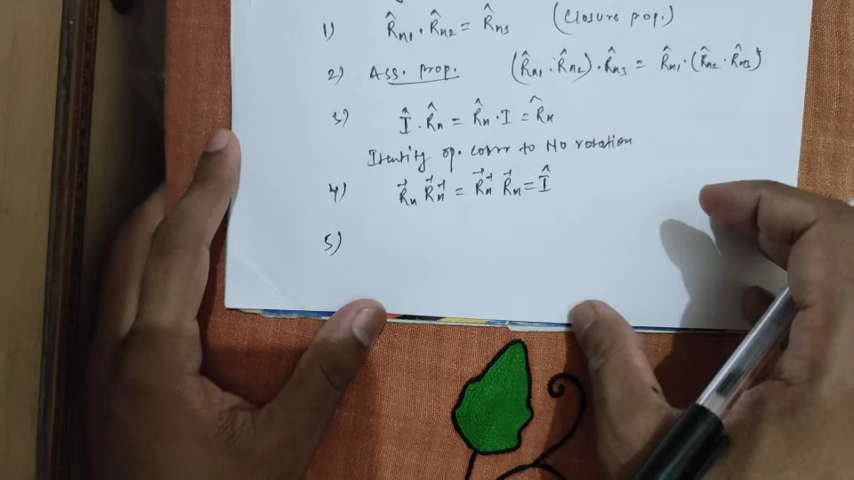 1) R̂n1 · R̂n2 = R̂n3 (Closure pop.)
2) Ass. prop. (R̂n1 · R̂n2) · R̂n3 = R̂n1 · (R̂n2 · R̂n3)
3) Î · R̂n = R̂n · I = R̂n
Identity op. corr to No rotation
4) R⃗n R⃗n⁻¹ = R⃗n⁻¹ R⃗n = Î
5)